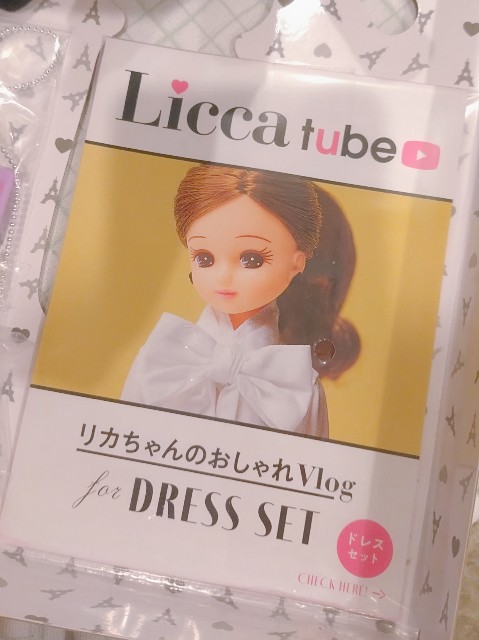 Licca tube
リカちゃんのおしゃれVlog
for DRESS SET
ドレス
セット
CHECK HERE! →